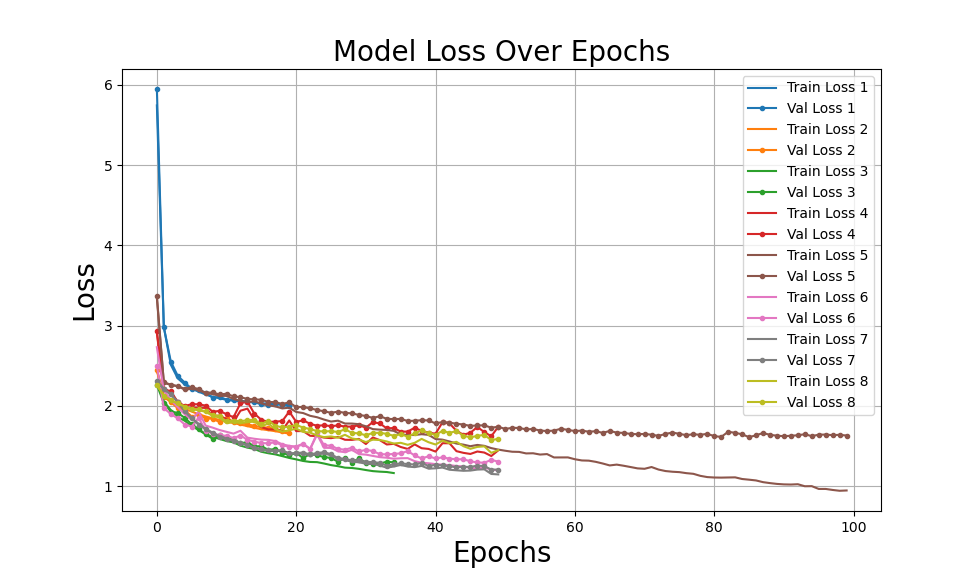 Model Loss Over Epochs
Loss
6
5
4
3
2
1
0
20
40
60
80
100
Epochs
Train Loss 1
Val Loss 1
Train Loss 2
Val Loss 2
Train Loss 3
Val Loss 3
Train Loss 4
Val Loss 4
Train Loss 5
Val Loss 5
Train Loss 6
Val Loss 6
Train Loss 7
Val Loss 7
Train Loss 8
Val Loss 8